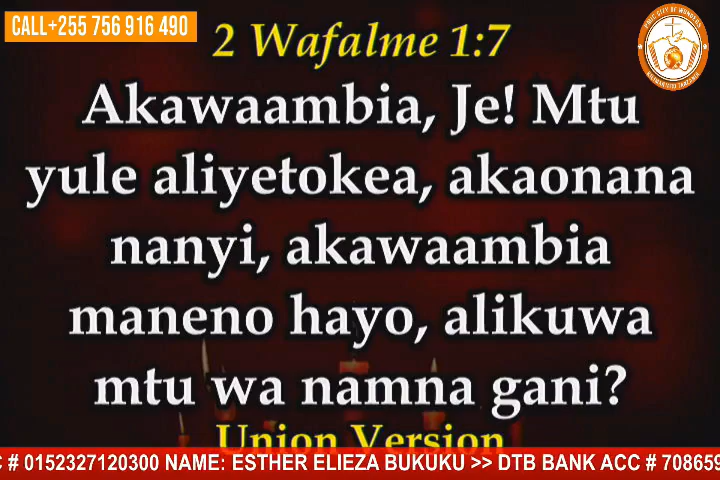 CALL+255 756 916 490
2 Wafalme 1:7
Akawaambia, Je! Mtu
yule aliyetokea, akaonana
nanyi, akawaambia
maneno hayo, alikuwa
mtu wa namna gani?
Union Version
# 0152327120300 NAME: ESTHER ELIEZA BUKUKU >> DTB BANK ACC # 708659